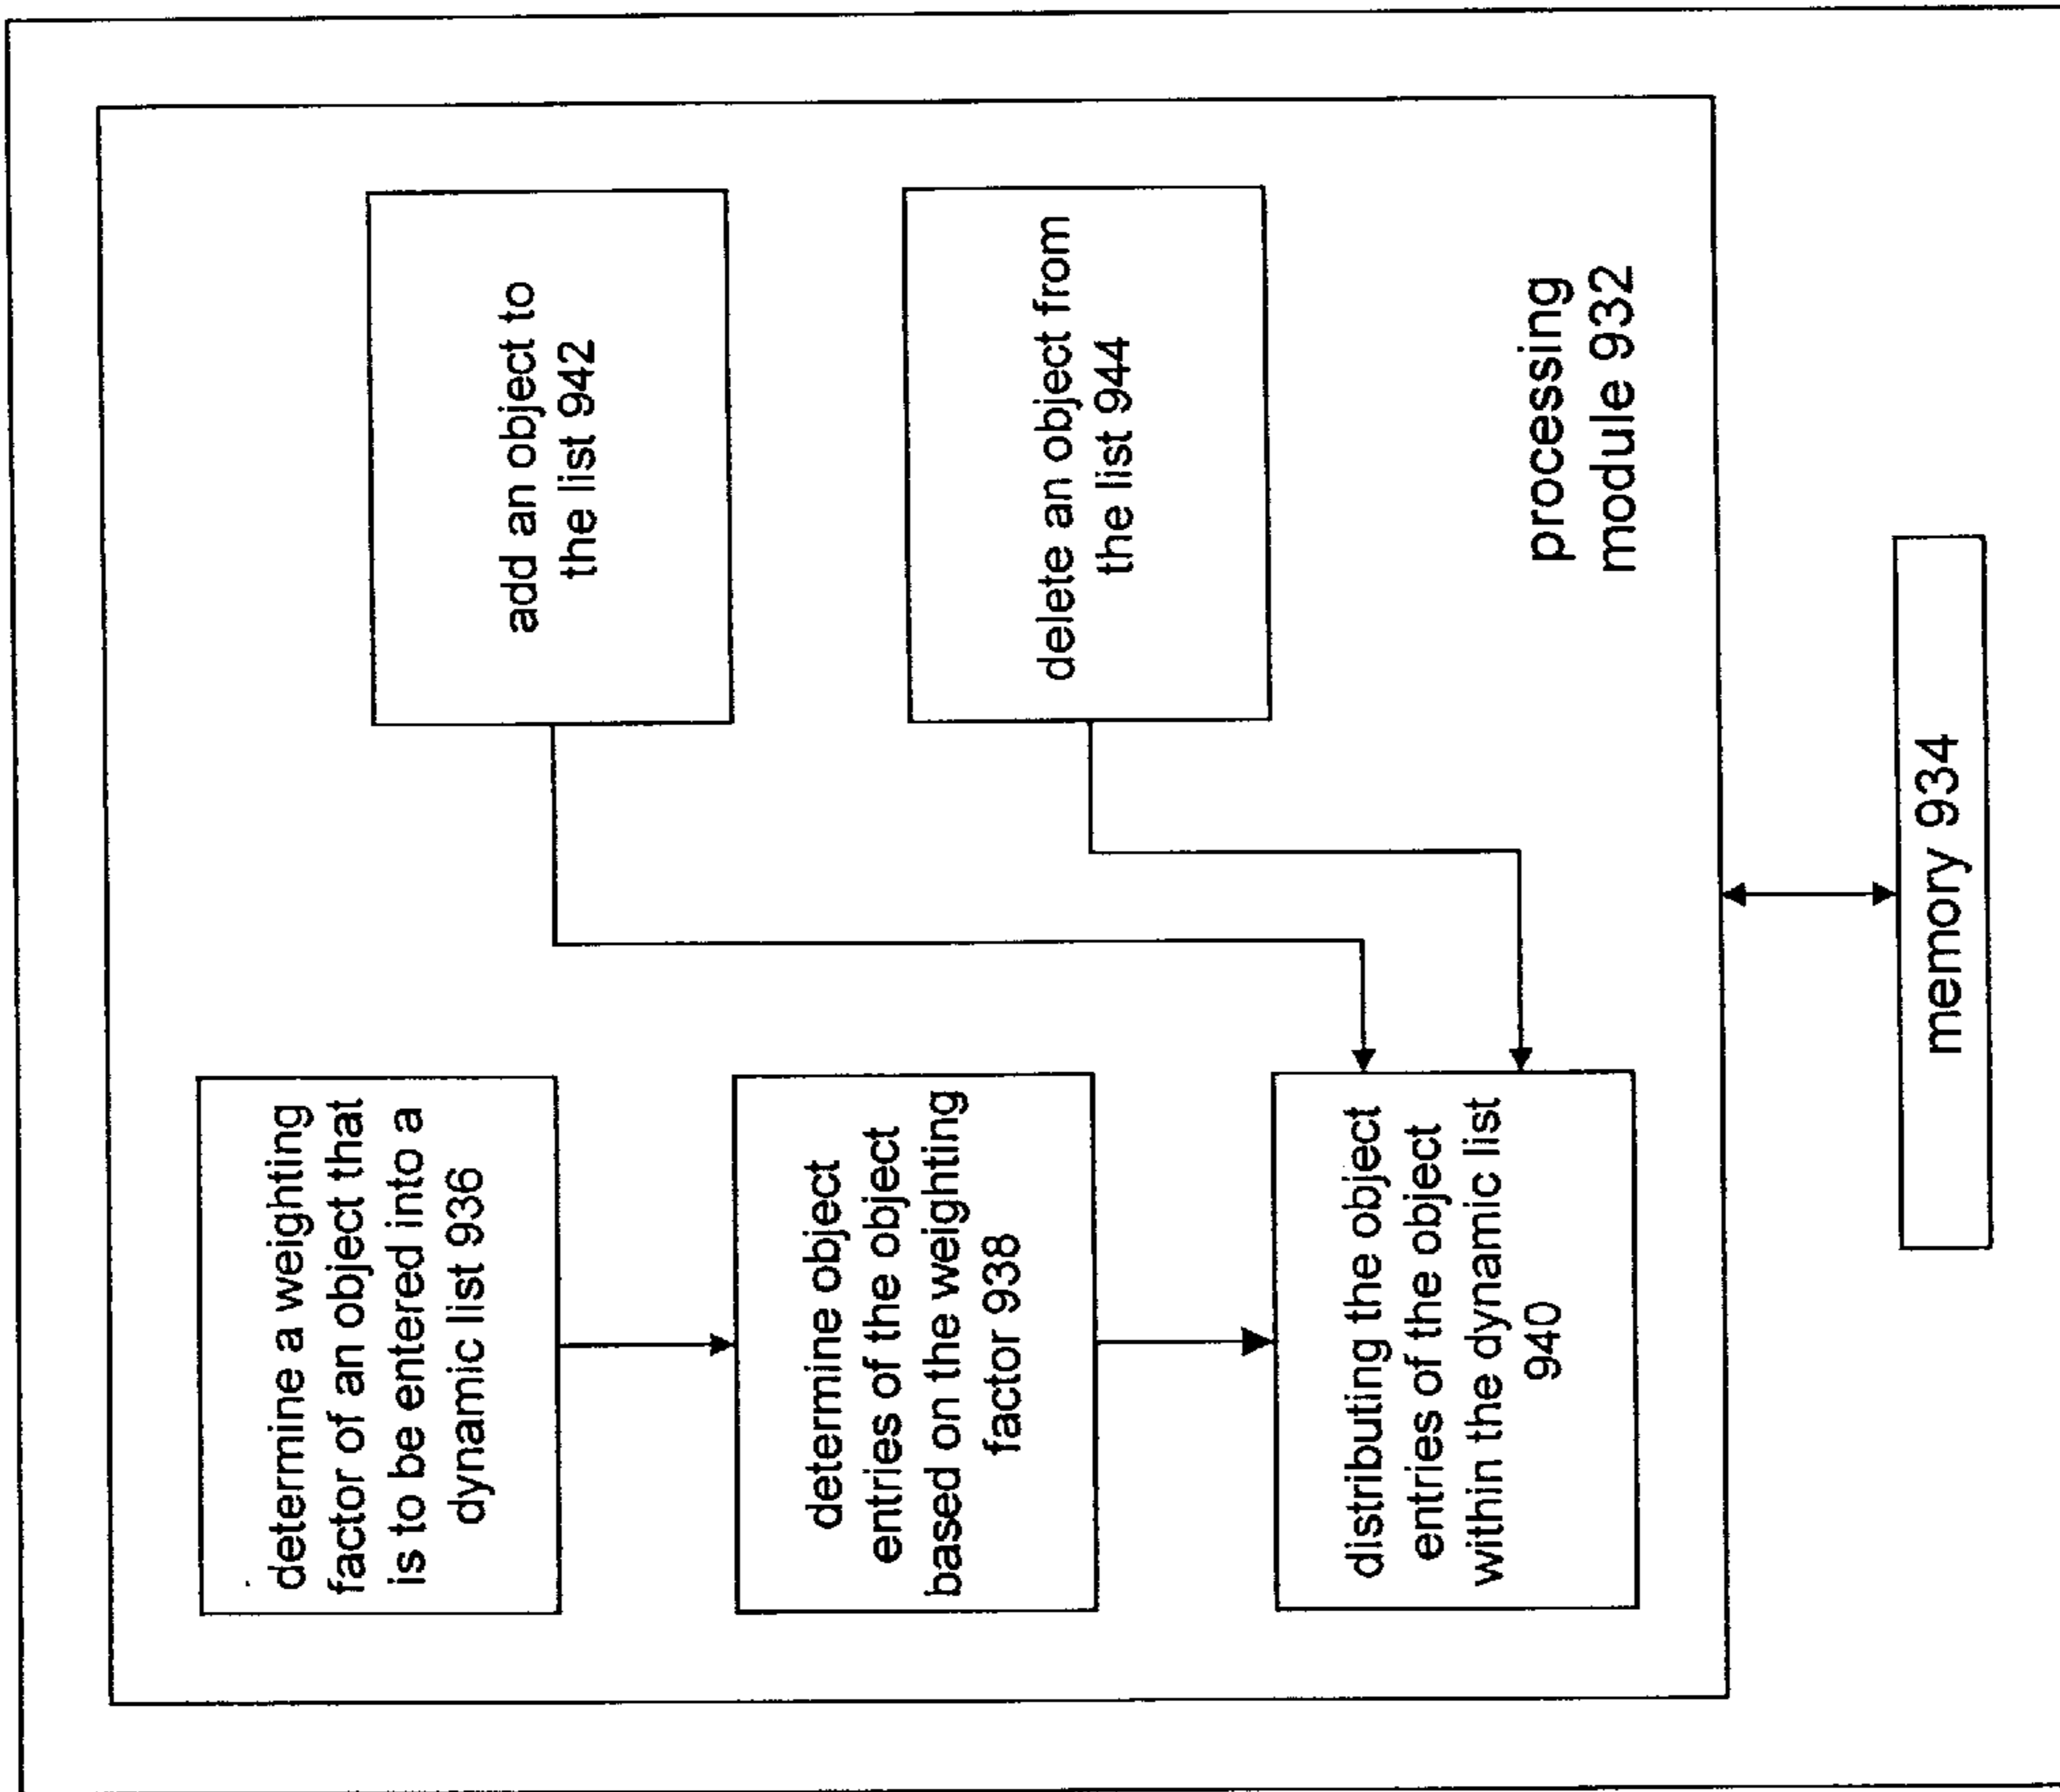 determine a weighting
factor of an object that
is to be entered into a
dynamic list 936
determine object
entries of the object
based on the weighting
factor 938
distributing the object
entries of the object
within the dynamic list
940
add an object to
the list 942
delete an object from
the list 944
processing
module 932
memory 934